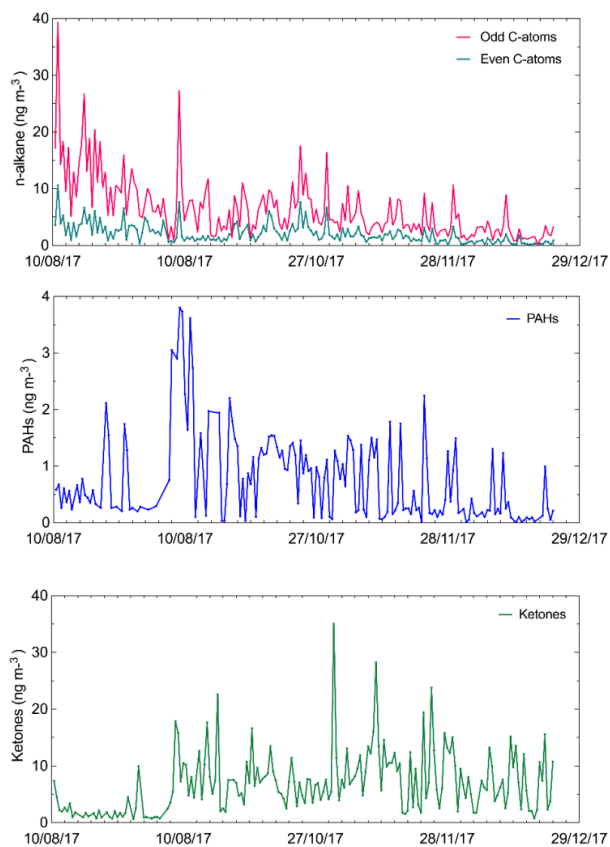 40
30
20
10
0
n-alkane (ng m-3)
Odd C-atoms
Even C-atoms
10/08/17 10/08/17 27/10/17 28/11/17 29/12/17
4
3
2
1
0
PAHs (ng m-3)
PAHs
10/08/17 10/08/17 27/10/17 28/11/17 29/12/17
40
30
20
10
0
Ketones (ng m-3)
Ketones
10/08/17 10/08/17 27/10/17 28/11/17 29/12/17